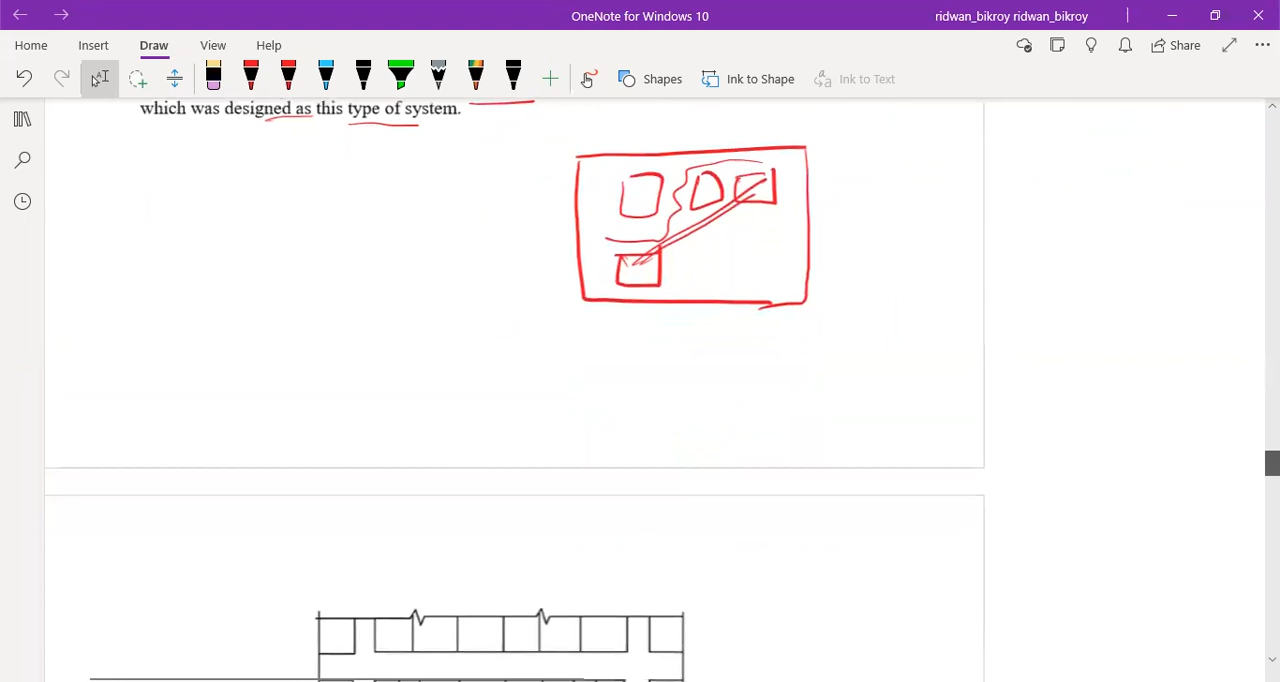 OneNote for Windows 10
ridwan_bikroy ridwan_bikroy
Home Insert Draw View Help
Share
Shapes Ink to Shape Ink to Text
which was designed as this type of system.